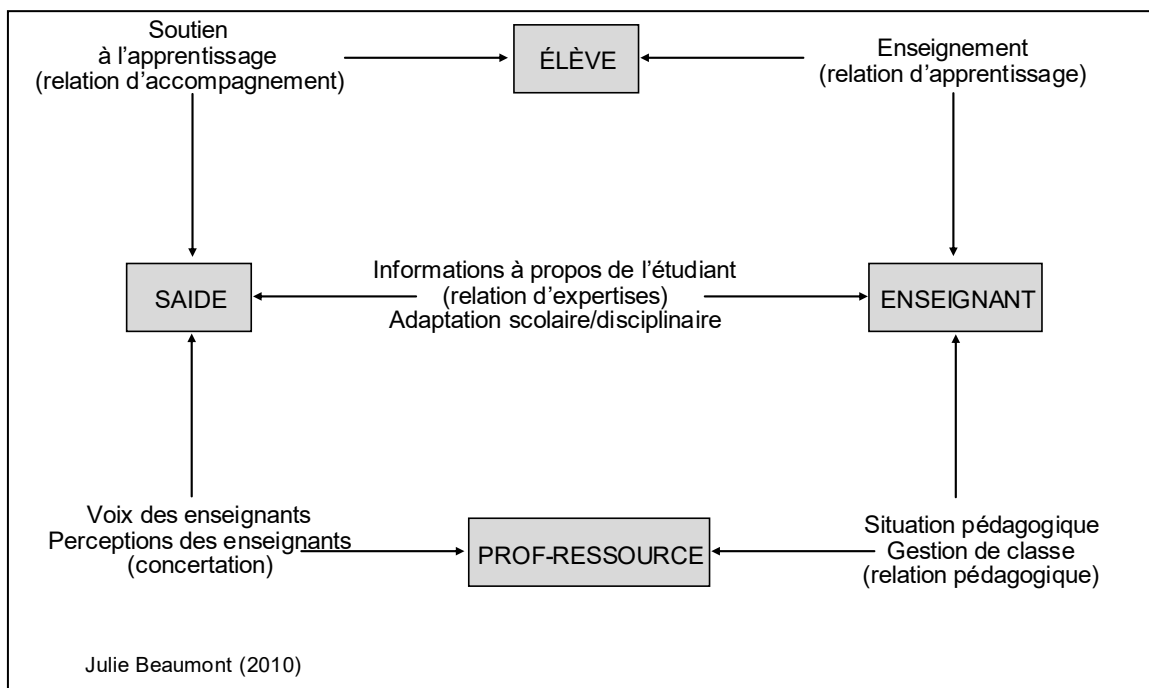 Soutien
à l’apprentissage
(relation d’accompagnement)
ÉLÈVE
Enseignement
(relation d’apprentissage)
SAIDE
Informations à propos de l’étudiant
(relation d’expertises)
Adaptation scolaire/disciplinaire
ENSEIGNANT
Voix des enseignants
Perceptions des enseignants
(concertation)
PROF-RESSOURCE
Situation pédagogique
Gestion de classe
(relation pédagogique)
Julie Beaumont (2010)